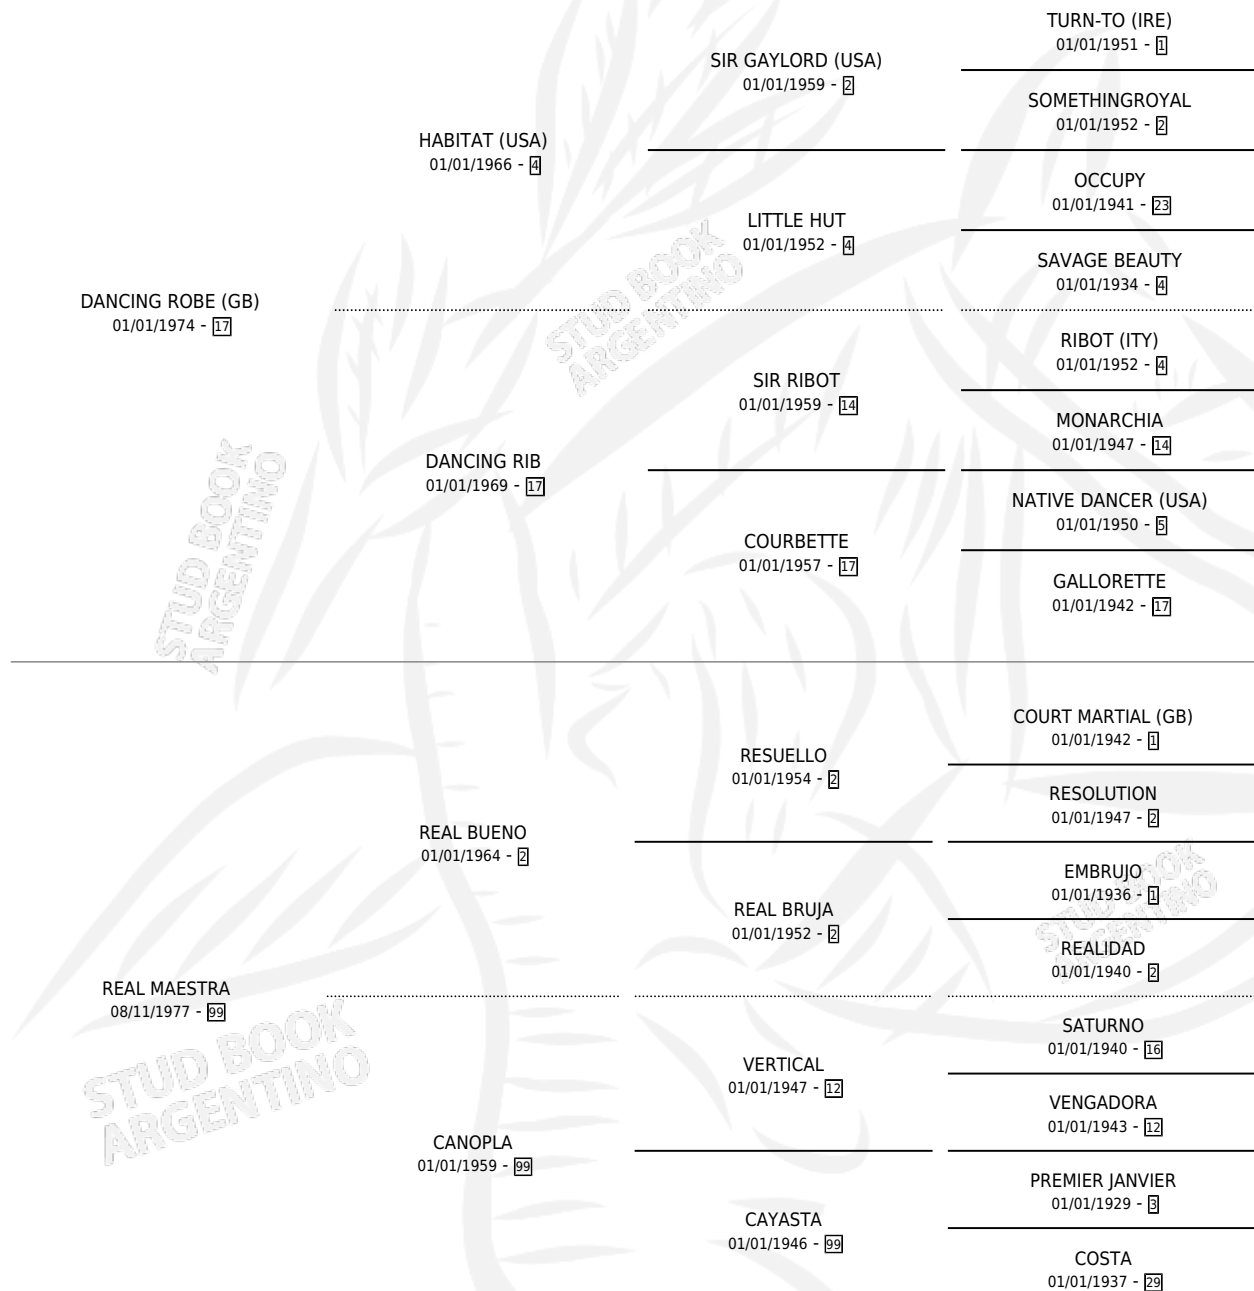 TURN-TO (IRE)
01/01/1951 - 1
SIR GAYLORD (USA)
01/01/1959 - 2
SOMETHINGROYAL
01/01/1952 - 2
HABITAT (USA)
01/01/1966 - 4
OCCUPY
01/01/1941 - 23
LITTLE HUT
01/01/1952 - 4
SAVAGE BEAUTY
01/01/1934 - 4
DANCING ROBE (GB)
01/01/1974 - 17
RIBOT (ITY)
01/01/1952 - 4
SIR RIBOT
01/01/1959 - 14
MONARCHIA
01/01/1947 - 14
DANCING RIB
01/01/1969 - 17
NATIVE DANCER (USA)
01/01/1950 - 5
COURBETTE
01/01/1957 - 17
GALLORETTE
01/01/1942 - 17
COURT MARTIAL (GB)
01/01/1942 - 1
RESUELLO
01/01/1954 - 2
RESOLUTION
01/01/1947 - 2
REAL BUENO
01/01/1964 - 2
EMBRUJO
01/01/1936 - 1
REAL BRUJA
01/01/1952 - 2
REALIDAD
01/01/1940 - 2
REAL MAESTRA
08/11/1977 - 99
SATURNO
01/01/1940 - 16
VERTICAL
01/01/1947 - 12
VENGADORA
01/01/1943 - 12
CANOPLA
01/01/1959 - 99
PREMIER JANVIER
01/01/1929 - 3
CAYASTA
01/01/1946 - 99
COSTA
01/01/1937 - 29
STUD BOOK
ARGENTINO
STUD BOOK
ARGENTINO
STUD BOOK
ARGENTINO
STUD BOOK
ARGENTINO